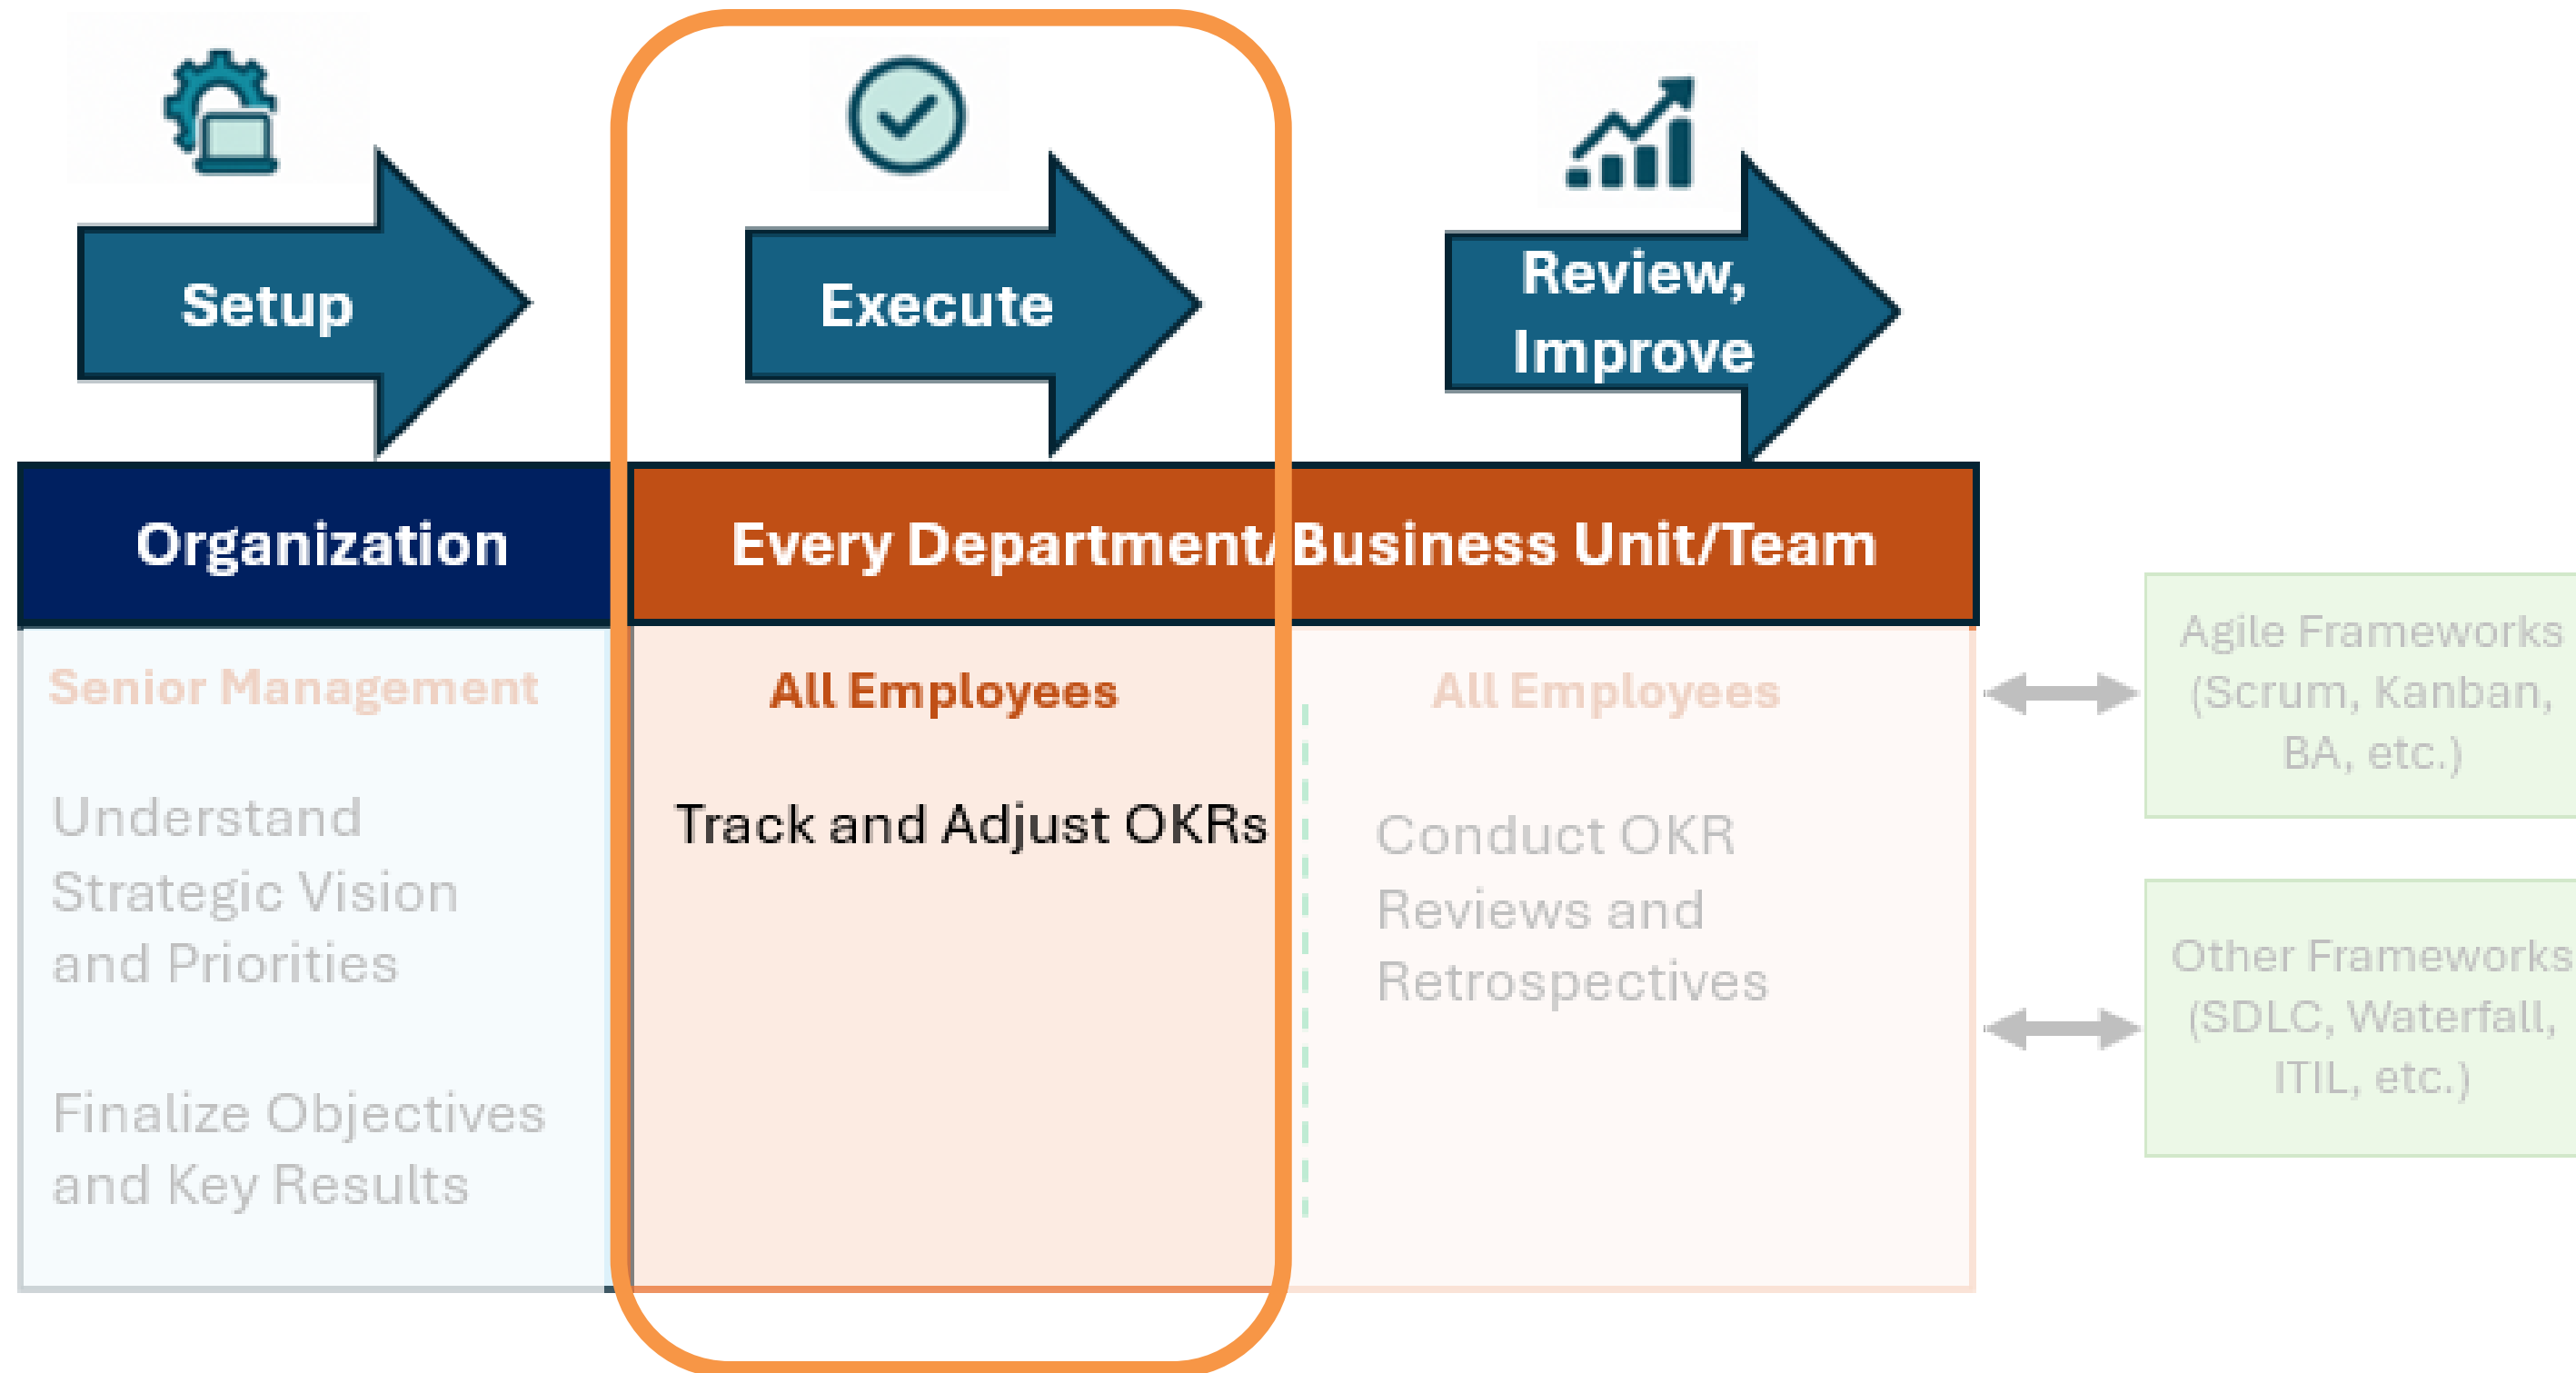 Setup
Execute
Review,
Improve
Organization
Every Department/Business Unit/Team
Senior Management
Understand
Strategic Vision
and Priorities
Finalize Objectives
and Key Results
All Employees
Track and Adjust OKRs
All Employees
Conduct OKR
Reviews and
Retrospectives
Agile Frameworks
(Scrum, Kanban,
BA, etc.)
Other Frameworks
(SDLC, Waterfall,
ITIL, etc.)